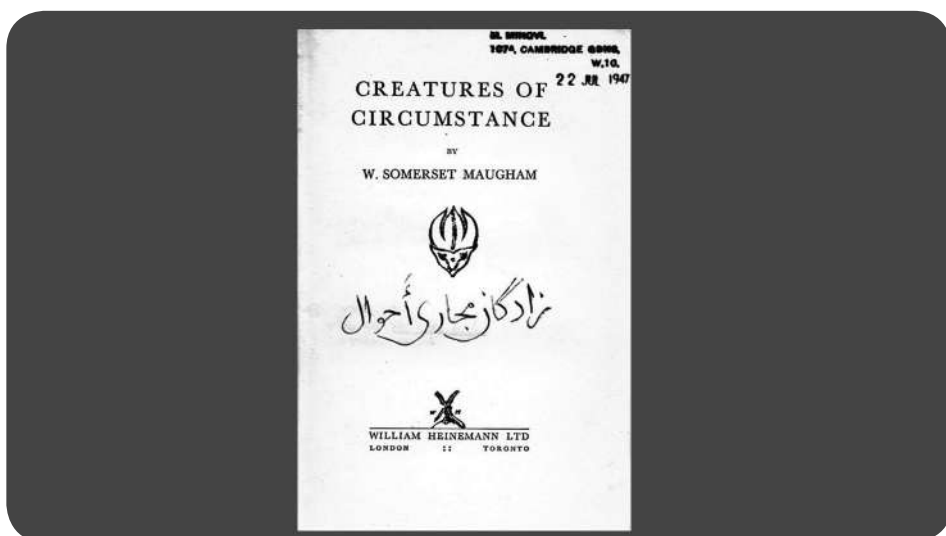 M. MINOVI.
107A, CAMBRIDGE GDNS,
W.10.
22 JUL 1947
CREATURES OF
CIRCUMSTANCE
BY
W. SOMERSET MAUGHAM
زادگان مجاری أحوال
WILLIAM HEINEMANN LTD
LONDON :: TORONTO